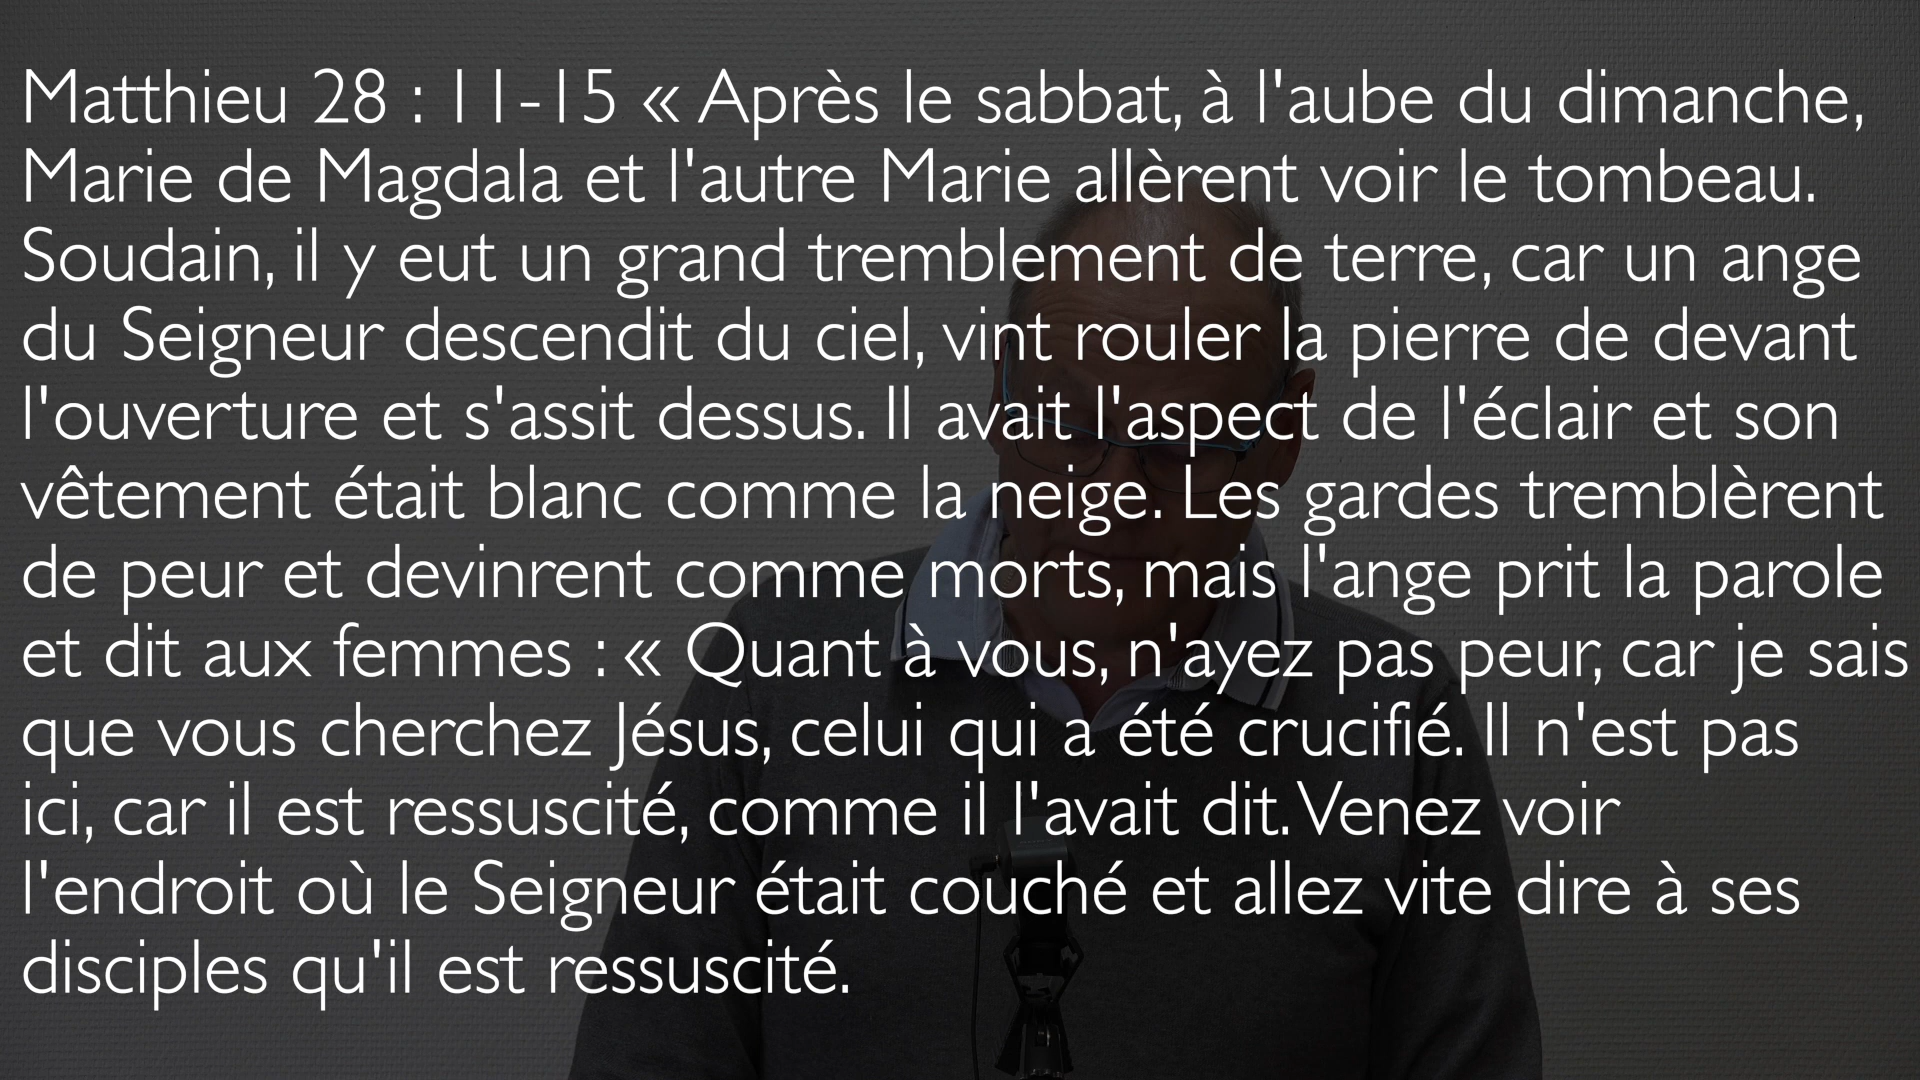 Matthieu 28 : 11-15 « Après le sabbat, à l'aube du dimanche,
Marie de Magdala et l'autre Marie allèrent voir le tombeau.
Soudain, il y eut un grand tremblement de terre, car un ange
du Seigneur descendit du ciel, vint rouler la pierre de devant
l'ouverture et s'assit dessus. Il avait l'aspect de l'éclair et son
vêtement était blanc comme la neige. Les gardes tremblèrent
de peur et devinrent comme morts, mais l'ange prit la parole
et dit aux femmes : « Quant à vous, n'ayez pas peur, car je sais
que vous cherchez Jésus, celui qui a été crucifié. Il n'est pas
ici, car il est ressuscité, comme il l'avait dit. Venez voir
l'endroit où le Seigneur était couché et allez vite dire à ses
disciples qu'il est ressuscité.